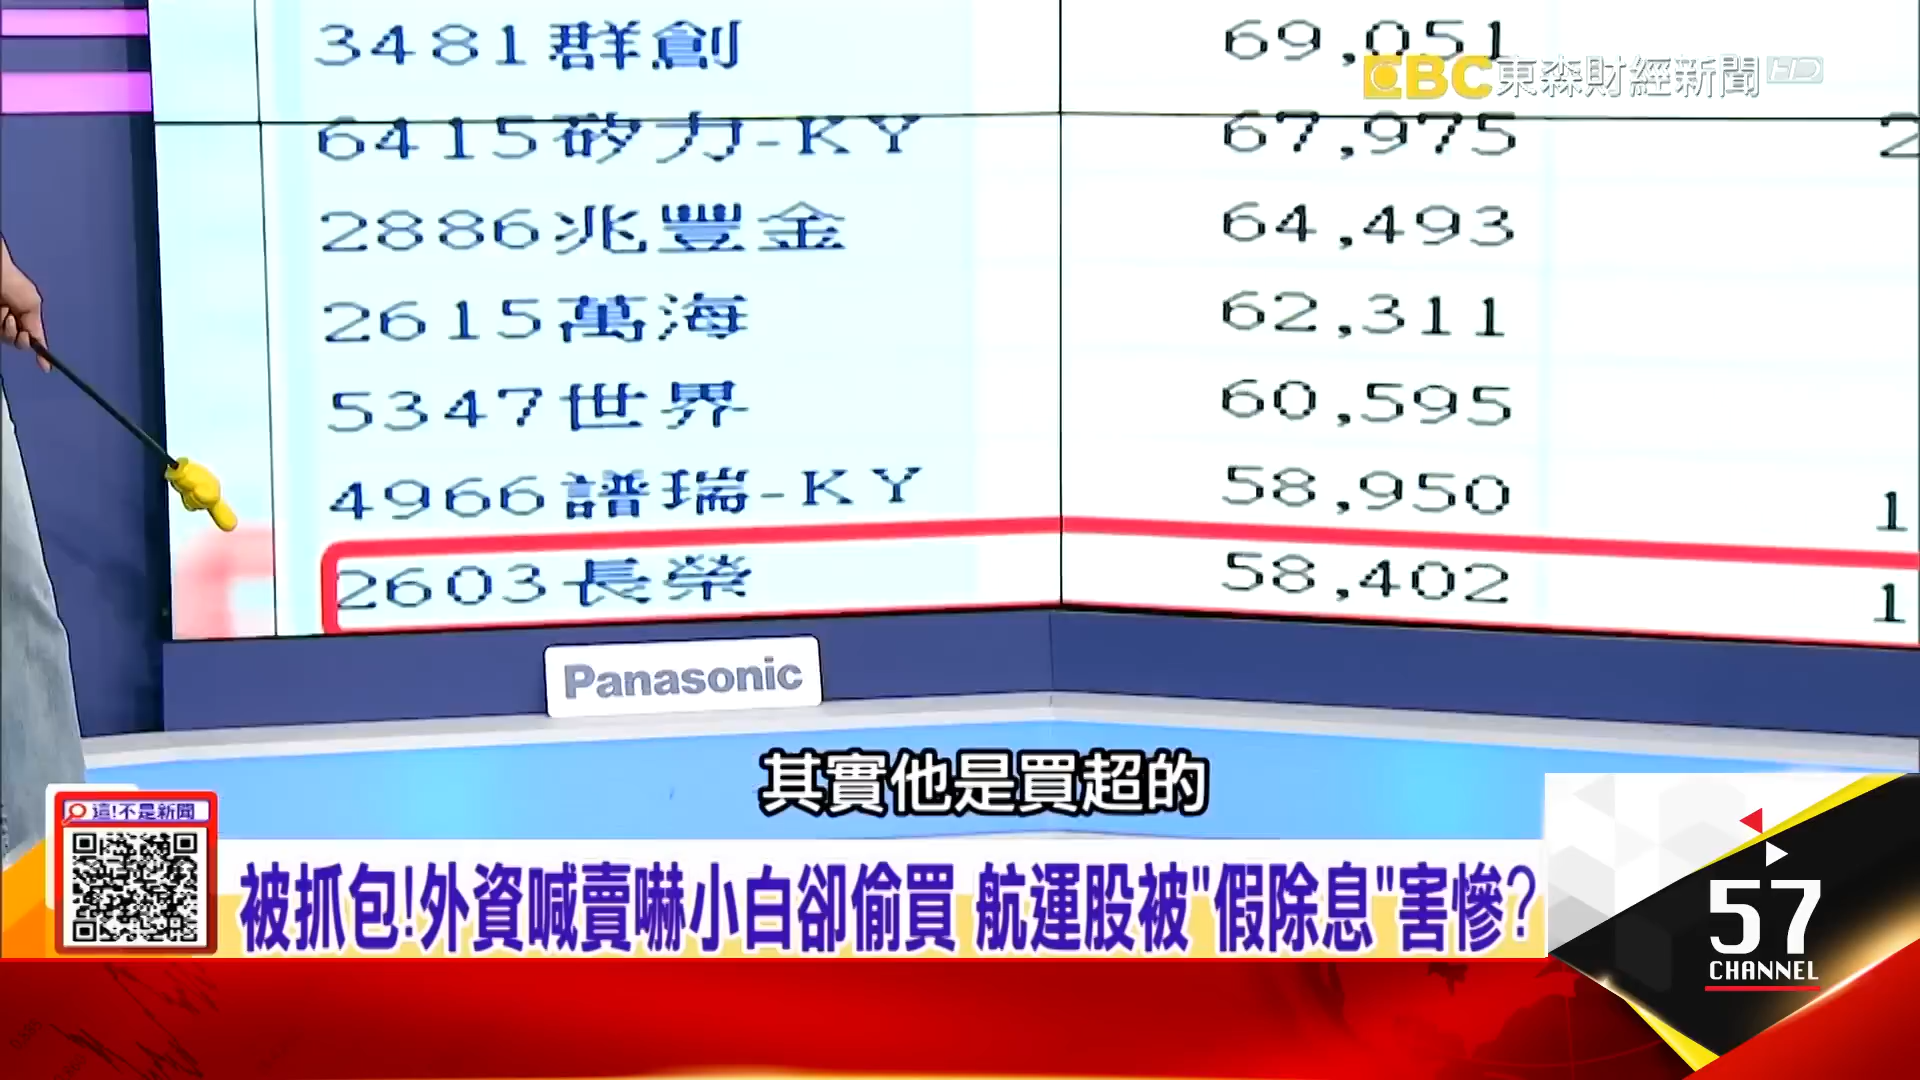 3481群創 69,051
EBC東森財經新聞HD
6415矽力-KY 67,975 2
2886兆豐金 64,493
2615萬海 62,311
5347世界 60,595
4966譜瑞-KY 58,950 1
2603長榮 58,402 1
Panasonic
其實他是買超的
這!不是新聞
被抓包!外資喊賣嚇小白卻偷買 航運股被"假除息"害慘?
57
CHANNEL